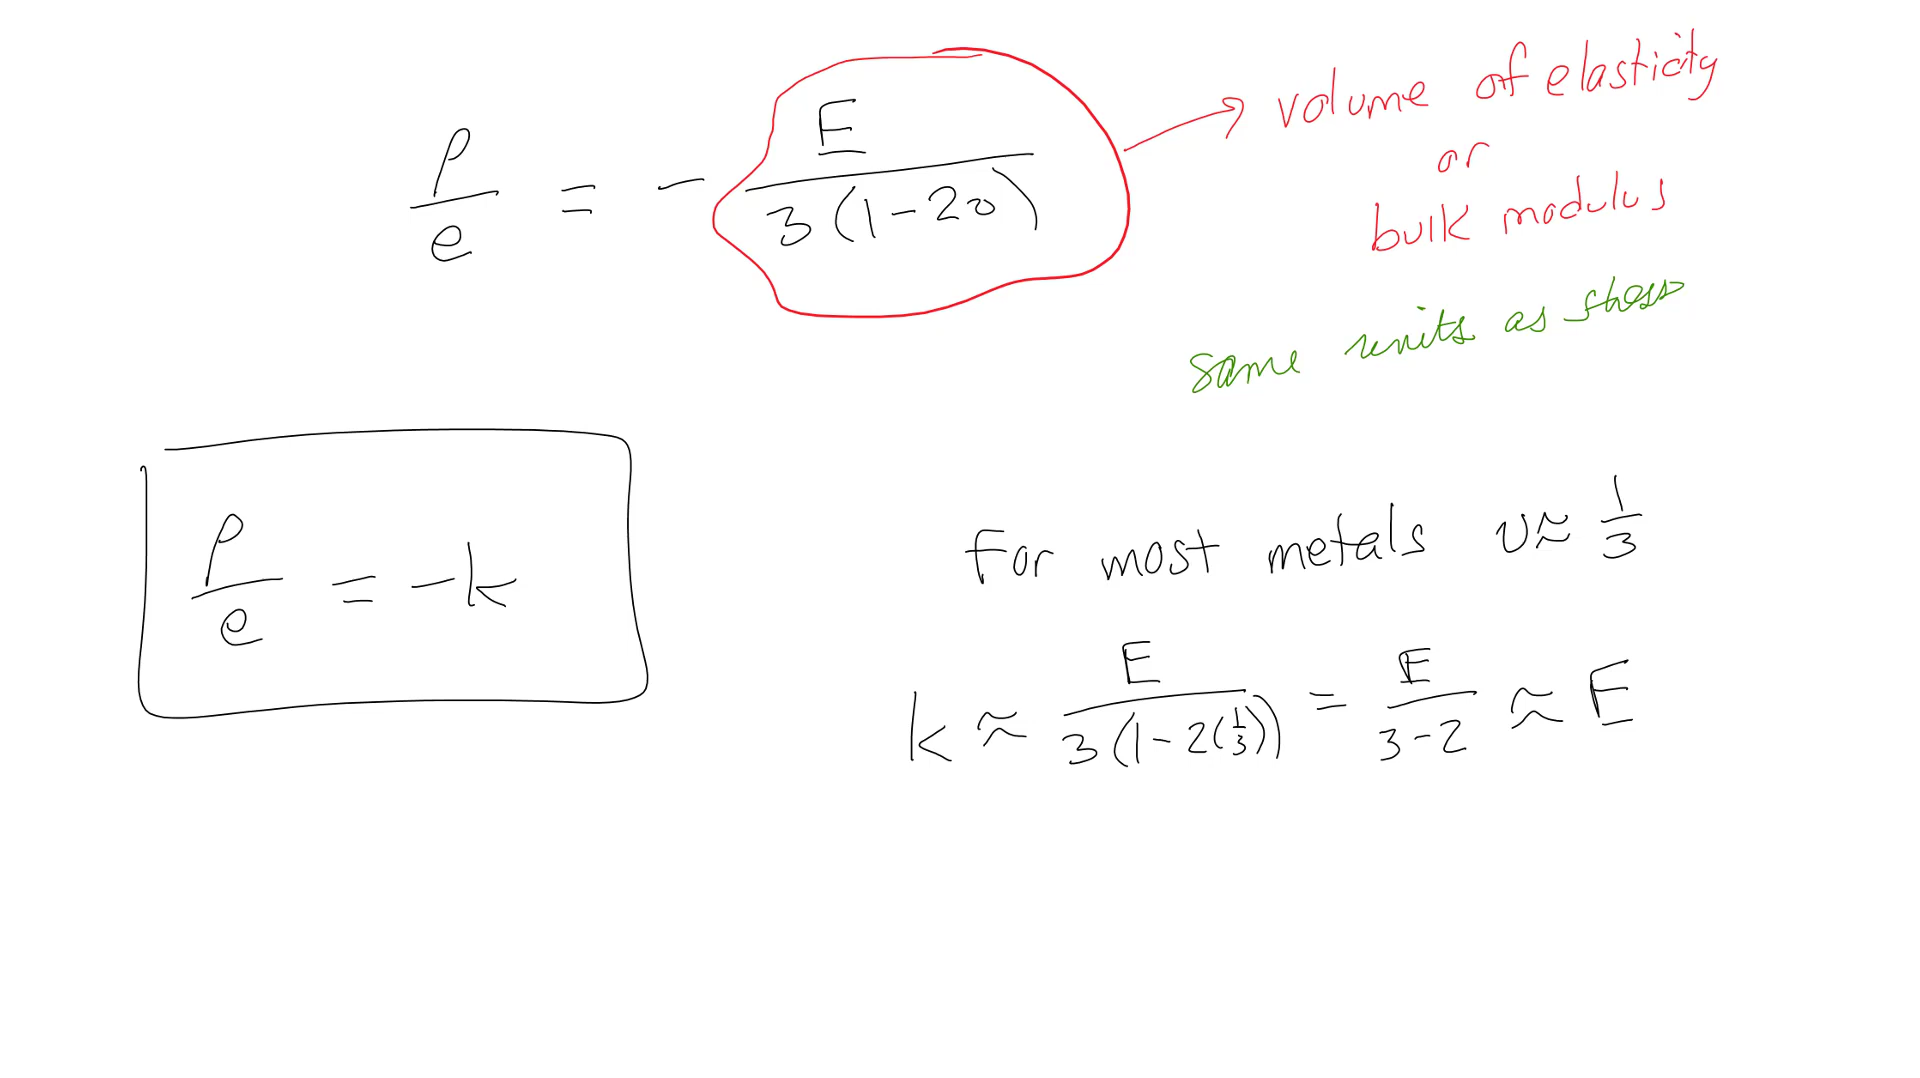 ρ/e = - E/3(1-2υ)
volume of elasticity
or
bulk modulus
same units as stress
ρ/e = -k
For most metals υ ≈ 1/3
k ≈ E/3(1-2(1/3)) = E/3-2 ≈ E